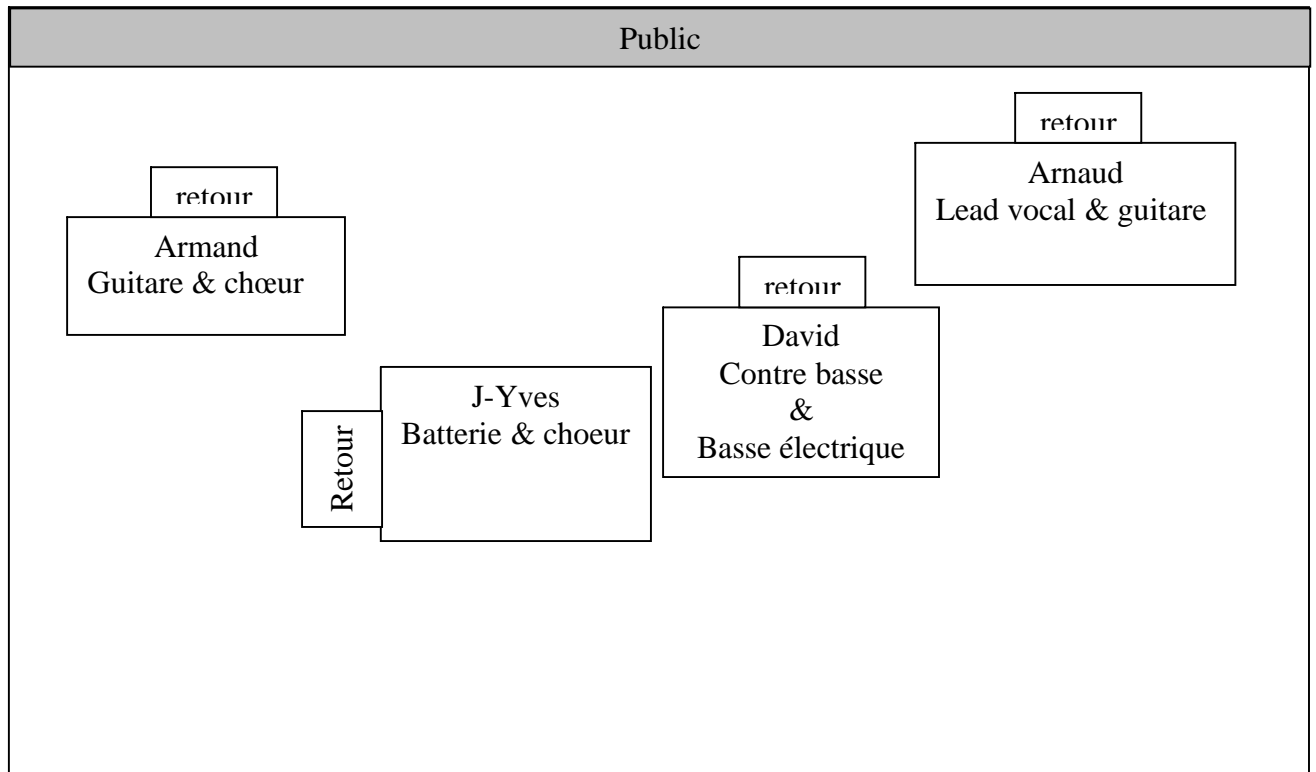 Public
retour
Arnaud
Lead vocal & guitare
retour
Armand
Guitare & chœur
retour
David
Contre basse
&
Basse électrique
J-Yves
Batterie & choeur
Retour